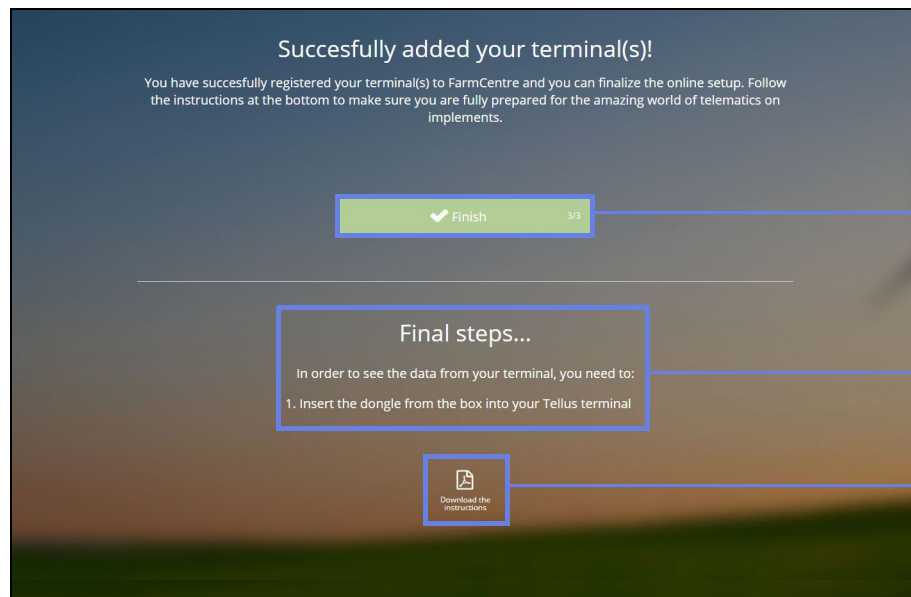 Succesfully added your terminal(s)!
You have succesfully registered your terminal(s) to FarmCentre and you can finalize the online setup. Follow
the instructions at the bottom to make sure you are fully prepared for the amazing world of telematics on
implements.
Finish 3/3
Final steps...
In order to see the data from your terminal, you need to:
1. Insert the dongle from the box into your Tellus terminal
Download the
instructions